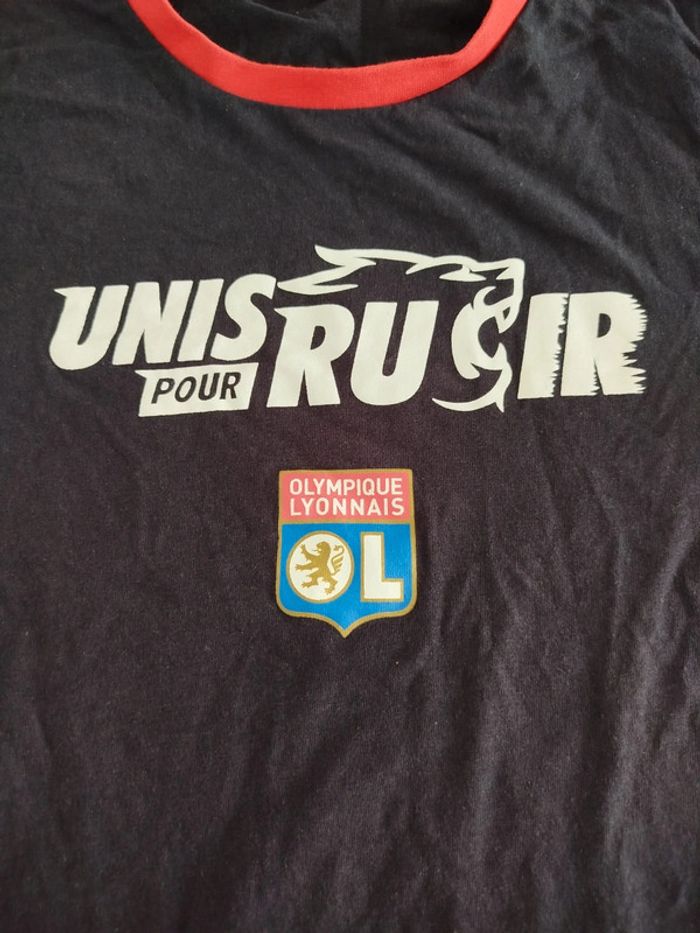 UNIS RUGIR
POUR
OLYMPIQUE
LYONNAIS
OL